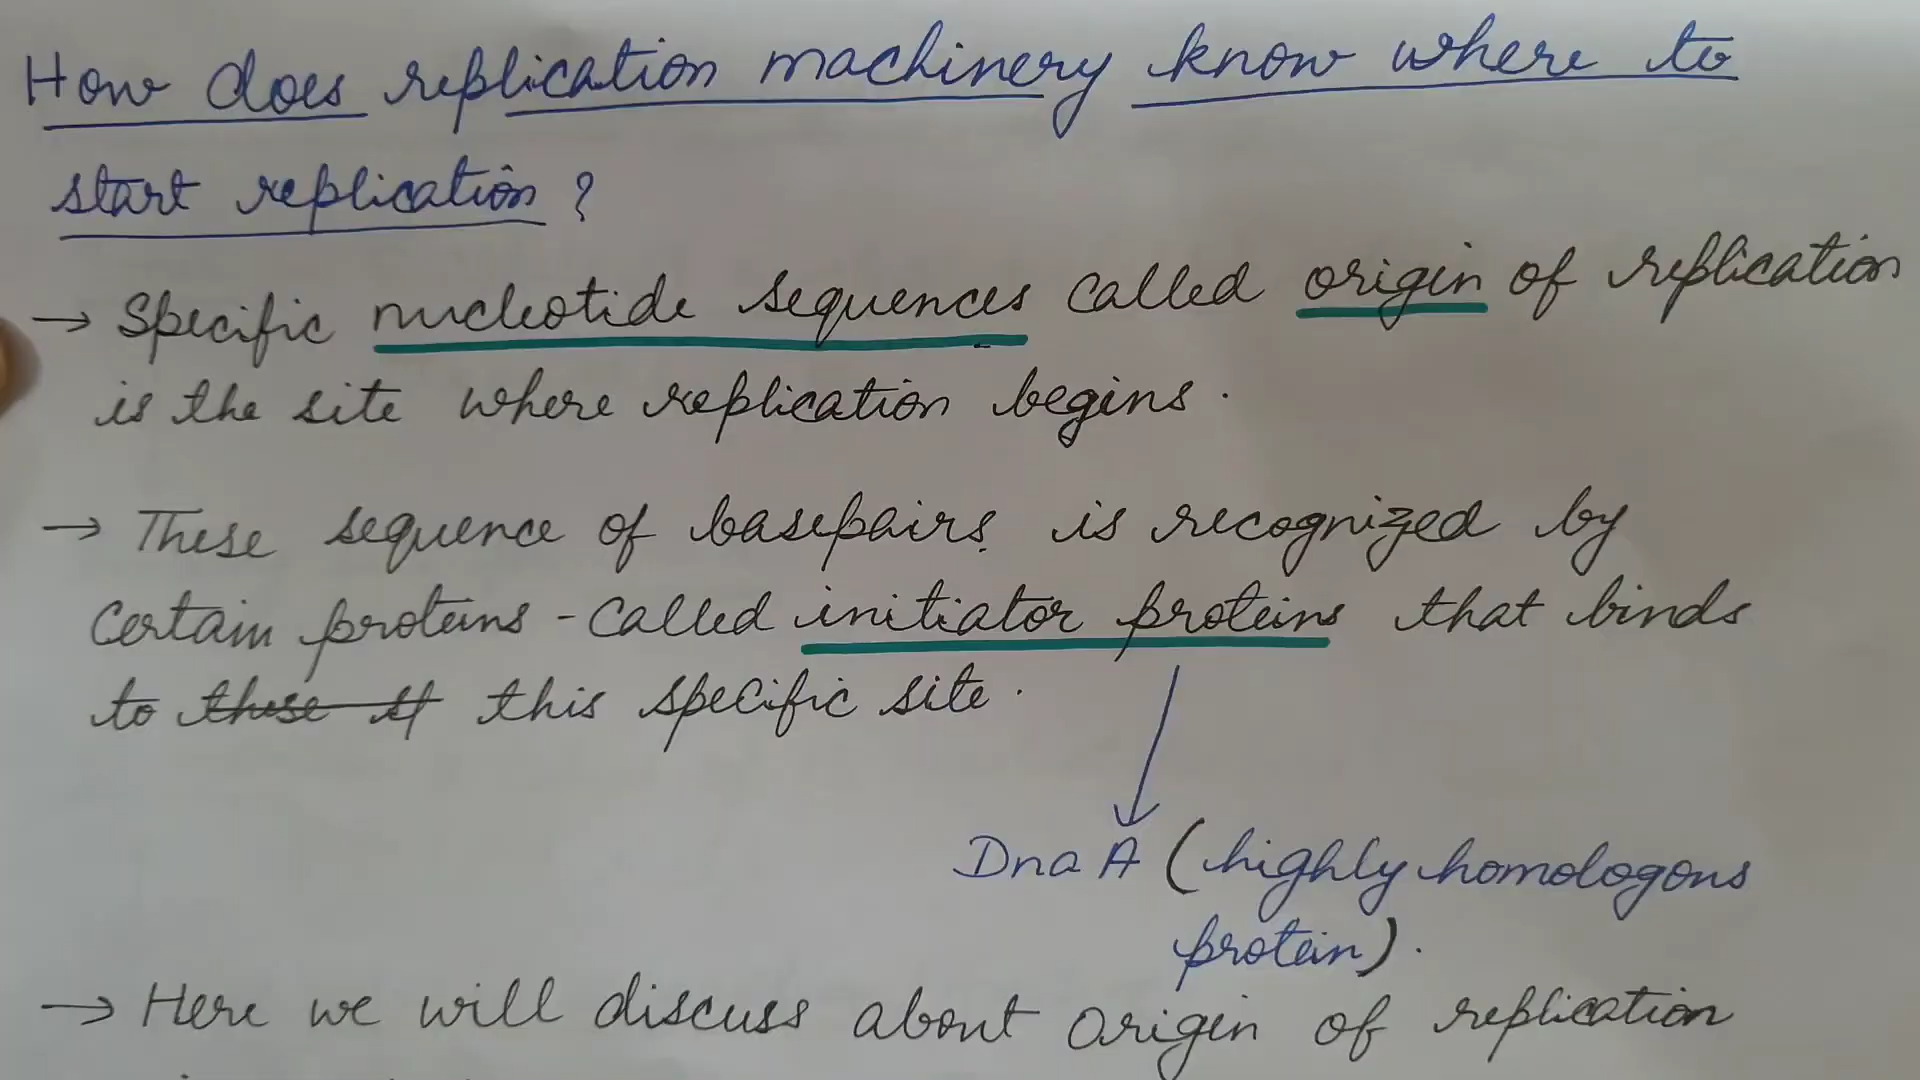 How does replication machinery know where to
start replication ?
→ Specific nucleotide sequences called origin of replication
is the site where replication begins.
→ These sequence of basepairs is recognized by
certain proteins - called initiator proteins that binds
to these st this specific site.
DnaA (highly homologous
protein).
→ Here we will discuss about origin of replication